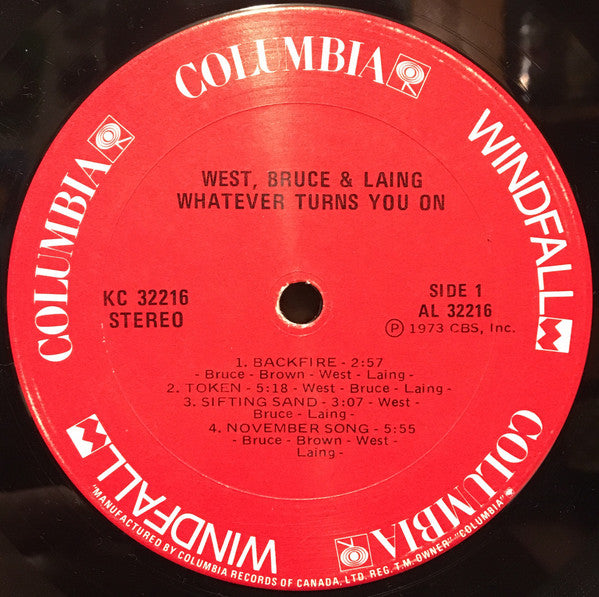 COLUMBIA
WINDFALL
COLUMBIA
WINDFALL
COLUMBIA
WEST, BRUCE & LAING
WHATEVER TURNS YOU ON
KC 32216
STEREO
SIDE 1
AL 32216
Ⓟ 1973 CBS, Inc.
1. BACKFIRE - 2:57
- Bruce - Brown - West - Laing -
2. TOKEN - 5:18 - West - Bruce - Laing -
3. SIFTING SAND - 3:07 - West -
Bruce - Laing -
4. NOVEMBER SONG - 5:55
- Bruce - Brown - West -
Laing -
"MANUFACTURED BY COLUMBIA RECORDS OF CANADA, LTD. REG. T.M. OWNER" "COLUMBIA"